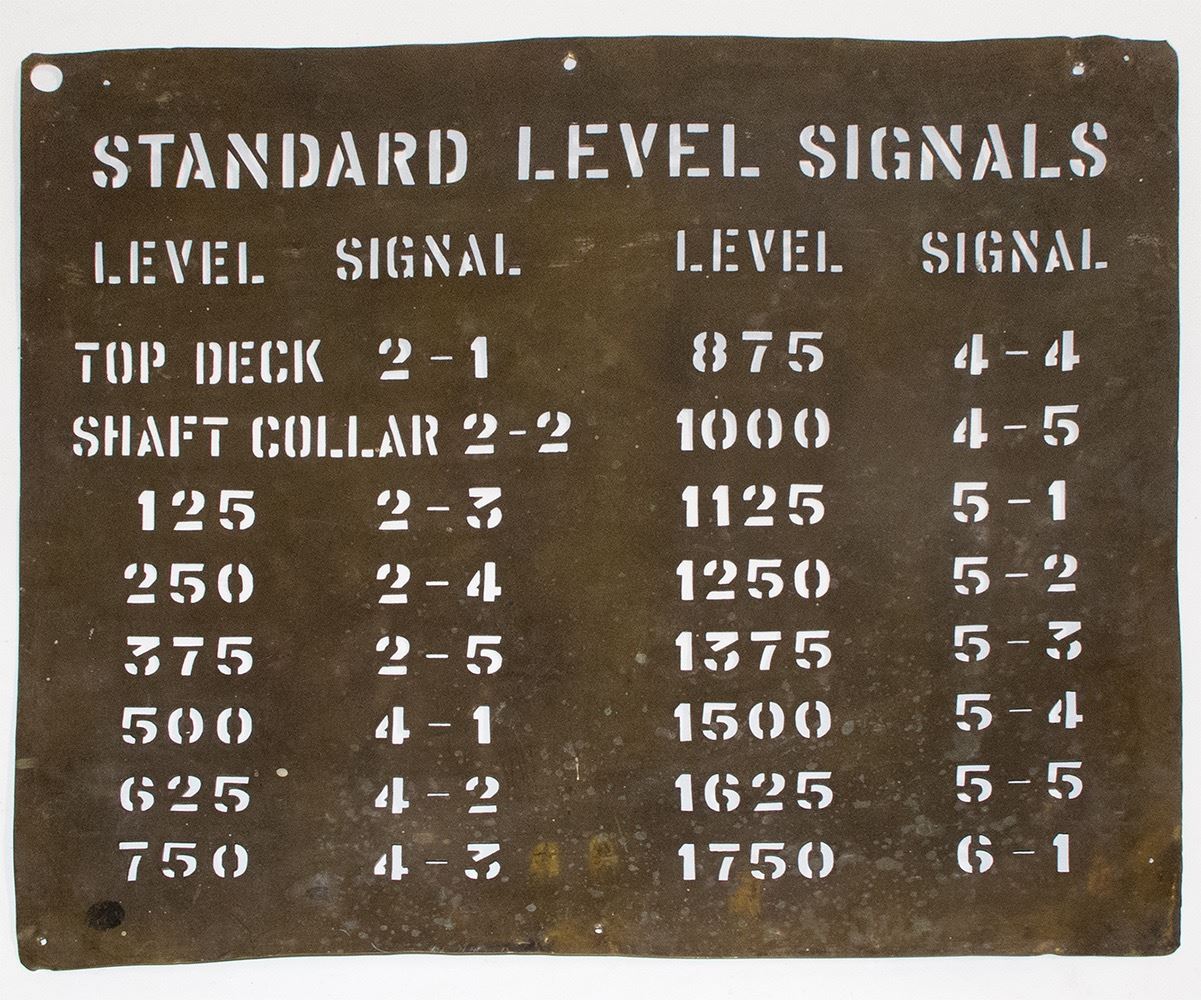 STANDARD LEVEL SIGNALS
LEVEL SIGNAL LEVEL SIGNAL
TOP DECK 2-1 875 4-4
SHAFT COLLAR 2-2 1000 4-5
125 2-3 1125 5-1
250 2-4 1250 5-2
375 2-5 1375 5-3
500 4-1 1500 5-4
625 4-2 1625 5-5
750 4-3 1750 6-1